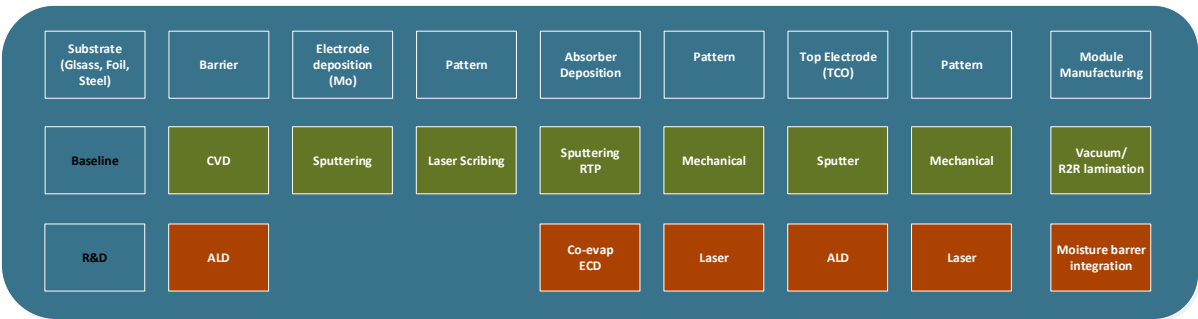 Substrate
(Glsass, Foil,
Steel)
Barrier
Electrode
deposition
(Mo)
Pattern
Absorber
Deposition
Pattern
Top Electrode
(TCO)
Pattern
Module
Manufacturing
Baseline
CVD
Sputtering
Laser Scribing
Sputtering
RTP
Mechanical
Sputter
Mechanical
Vacuum/
R2R lamination
R&D
ALD
Co-evap
ECD
Laser
ALD
Laser
Moisture barrer
integration